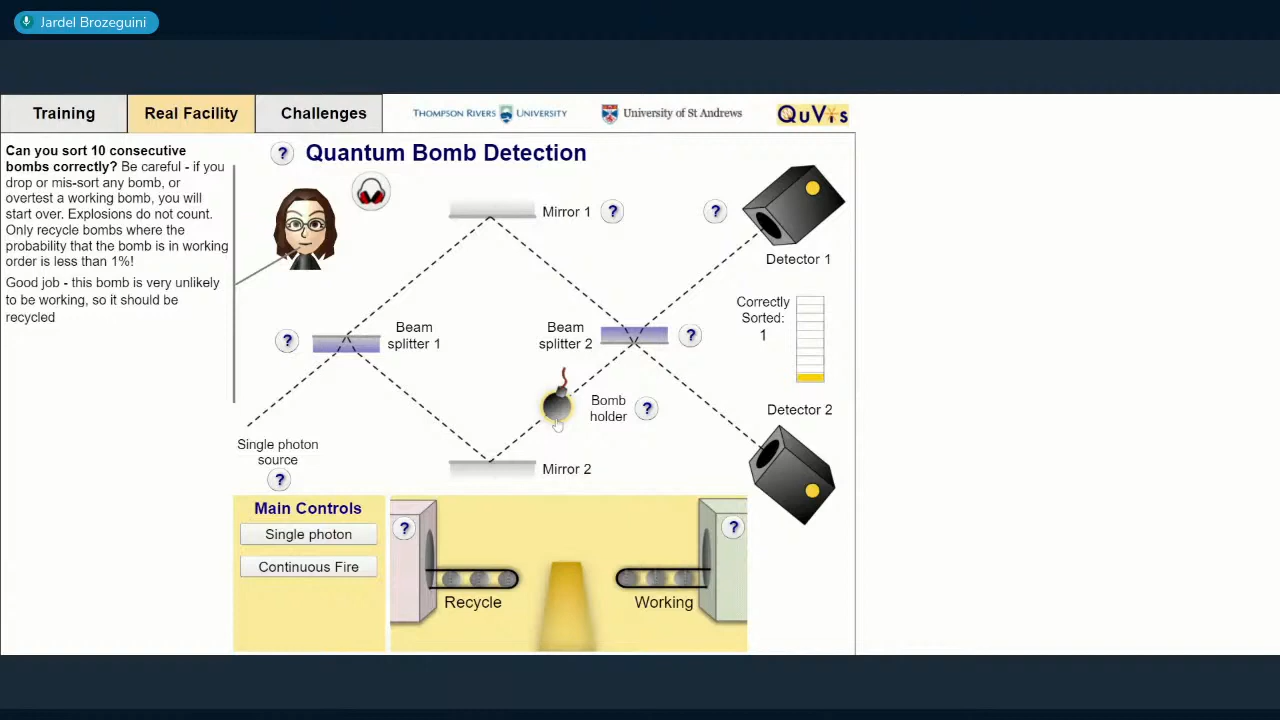 Jardel Brozeguini
Training
Real Facility
Challenges
THOMPSON RIVERS UNIVERSITY
University of St Andrews
QuVis
Can you sort 10 consecutive
bombs correctly? Be careful - if you
drop or mis-sort any bomb, or
overtest a working bomb, you will
start over. Explosions do not count.
Only recycle bombs where the
probability that the bomb is in working
order is less than 1%!
Good job - this bomb is very unlikely
to be working, so it should be
recycled
? Quantum Bomb Detection
Mirror 1 ?
?
Detector 1
Correctly
Sorted:
1
?
Beam
splitter 1
Beam
splitter 2
?
Bomb
holder
?
Detector 2
Single photon
source
?
Mirror 2
Main Controls
Single photon
Continuous Fire
?
Recycle
?
Working